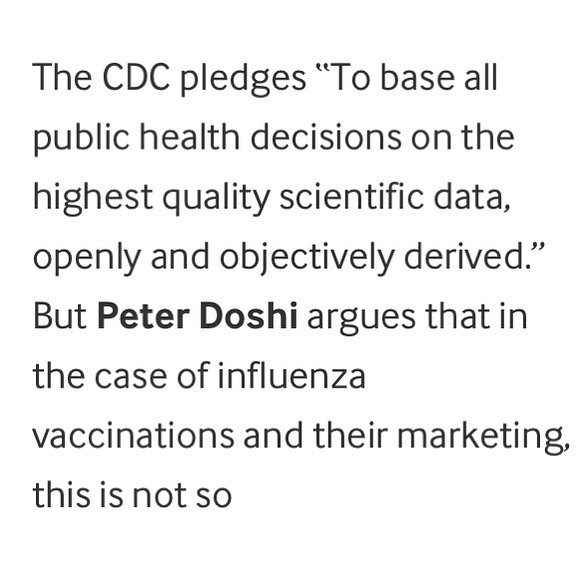 The CDC pledges “To base all
public health decisions on the
highest quality scientific data,
openly and objectively derived.”
But Peter Doshi argues that in
the case of influenza
vaccinations and their marketing,
this is not so